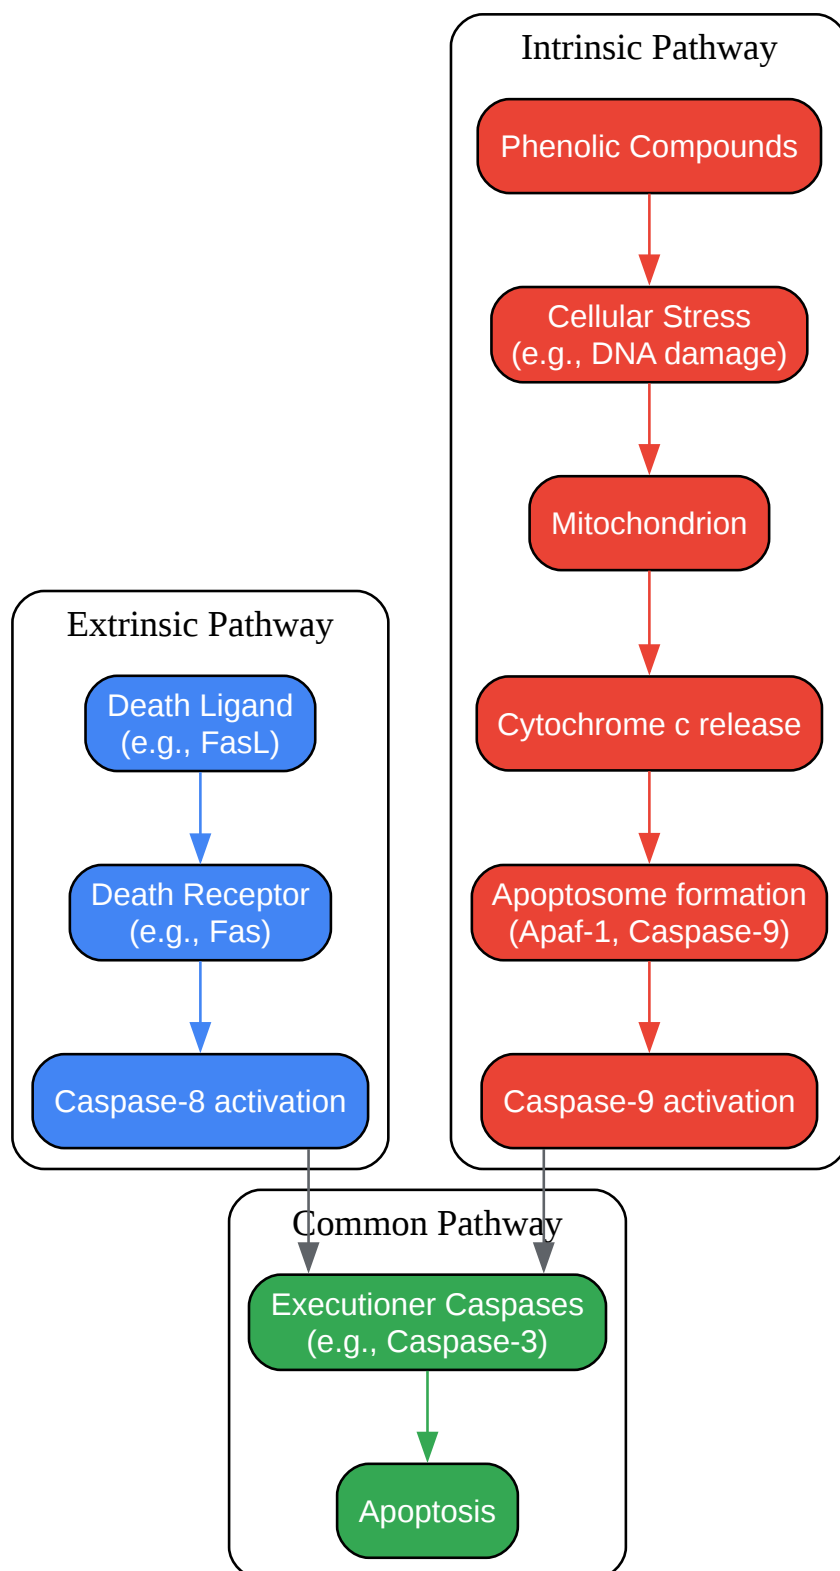 Intrinsic Pathway
Phenolic Compounds
Cellular Stress
(e.g., DNA damage)
Mitochondrion
Cytochrome c release
Apoptosome formation
(Apaf-1, Caspase-9)
Caspase-9 activation
Extrinsic Pathway
Death Ligand
(e.g., FasL)
Death Receptor
(e.g., Fas)
Caspase-8 activation
Common Pathway
Executioner Caspases
(e.g., Caspase-3)
Apoptosis